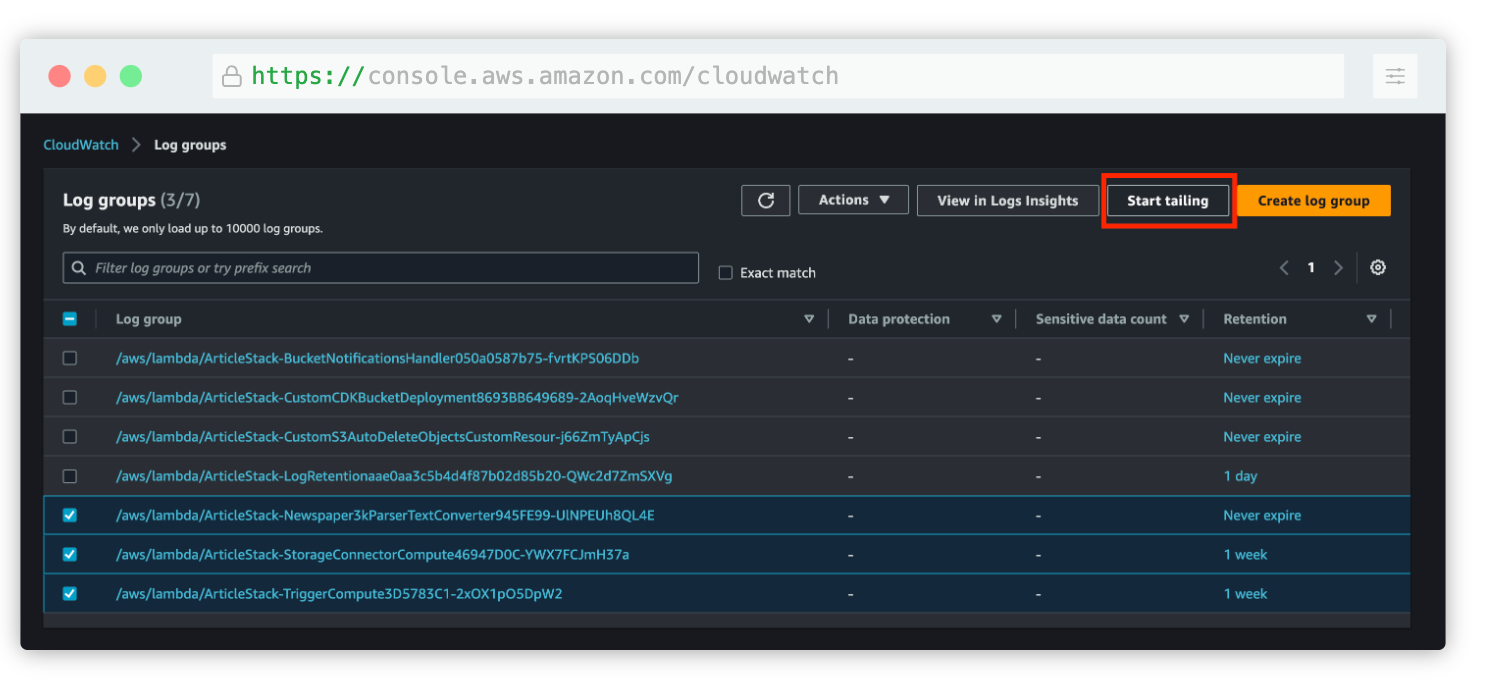 https://console.aws.amazon.com/cloudwatch
CloudWatch > Log groups
Log groups (3/7)
Actions ▼ View in Logs Insights Start tailing Create log group
By default, we only load up to 10000 log groups.
Filter log groups or try prefix search Exact match 1
Log group Data protection Sensitive data count Retention
/aws/lambda/ArticleStack-BucketNotificationsHandler050a0587b75-fvrtKPS06DDb - - Never expire
/aws/lambda/ArticleStack-CustomCDKBucketDeployment8693BB649689-2AoqHveWzvQr - - Never expire
/aws/lambda/ArticleStack-CustomS3AutoDeleteObjectsCustomResour-j66ZmTyApCjs - - Never expire
/aws/lambda/ArticleStack-LogRetentionaae0aa3c5b4d4f87b02d85b20-QWc2d7ZmSXVg - - 1 day
/aws/lambda/ArticleStack-Newspaper3kParserTextConverter945FE99-UlNPEUh8QL4E - - Never expire
/aws/lambda/ArticleStack-StorageConnectorCompute46947D0C-YWX7FCJmH37a - - 1 week
/aws/lambda/ArticleStack-TriggerCompute3D5783C1-2xOX1pO5DpW2 - - 1 week